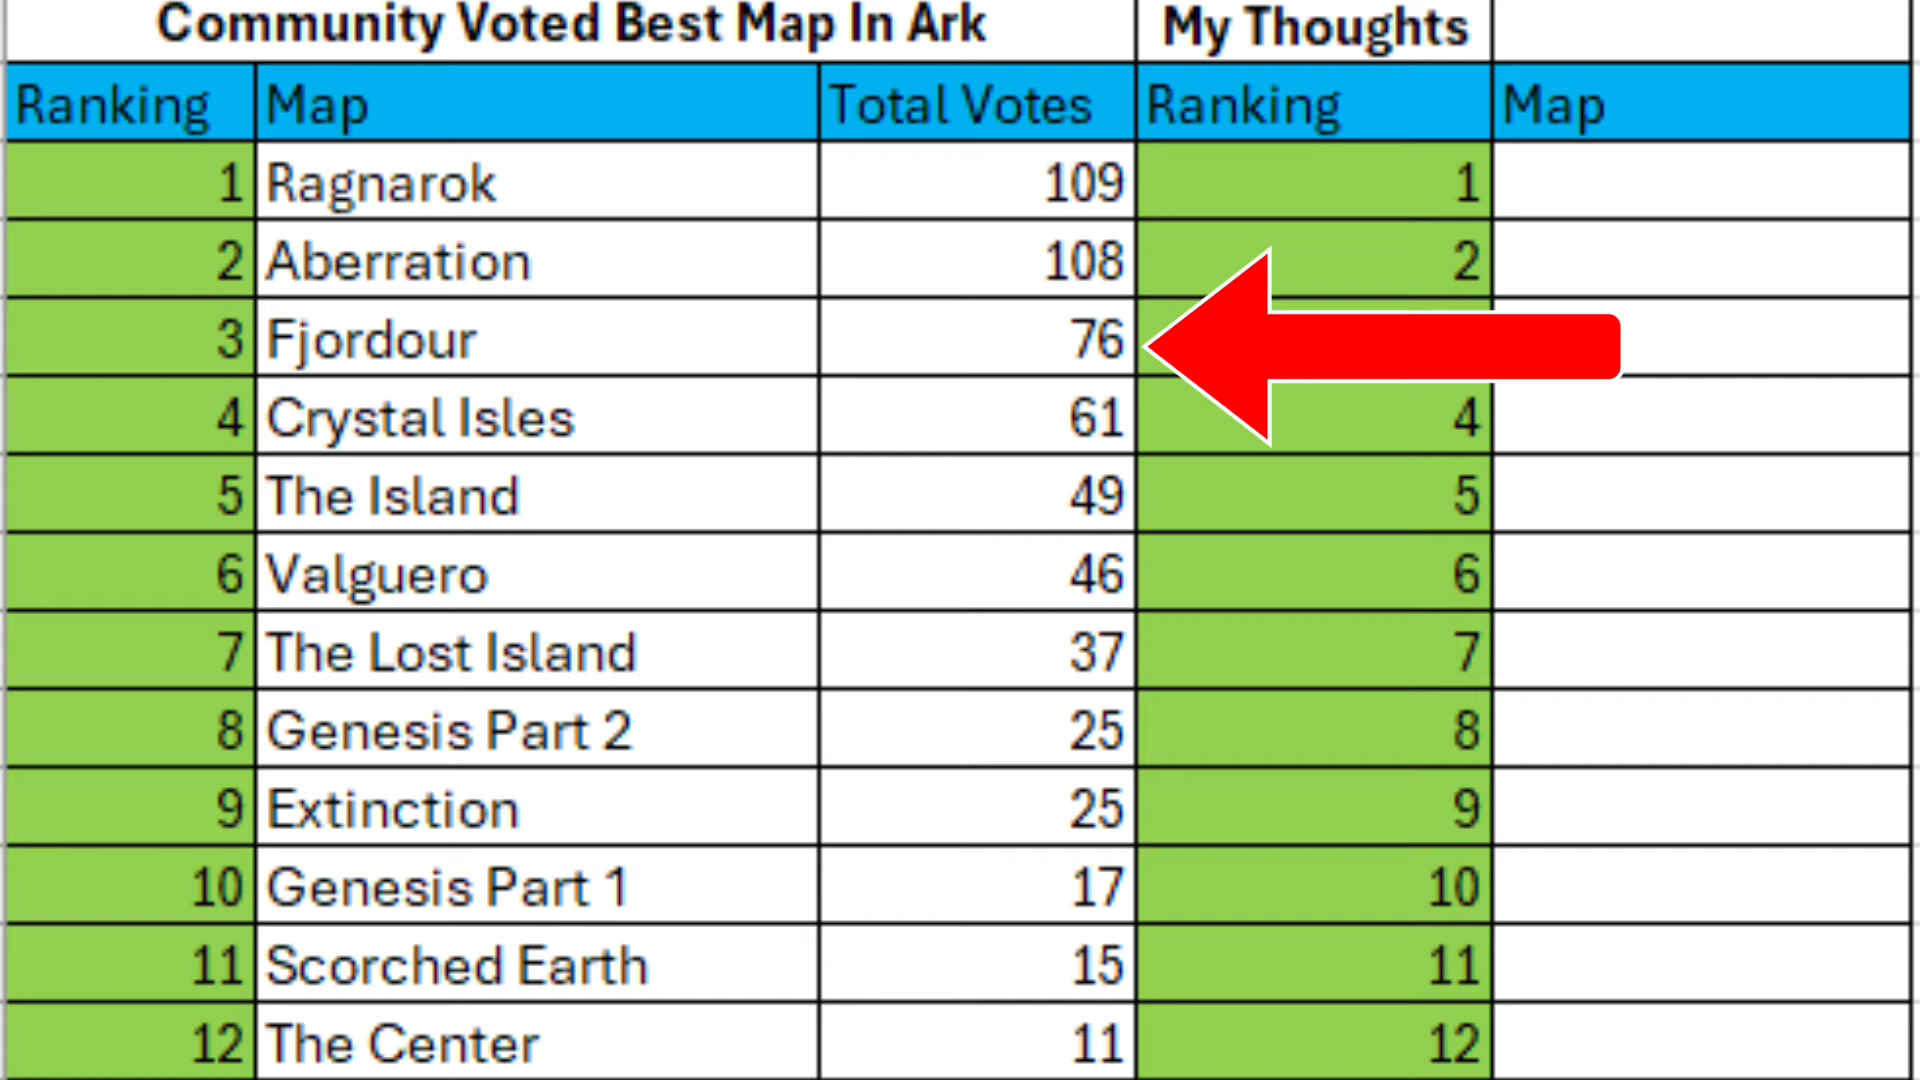 Community Voted Best Map In Ark My Thoughts
Ranking Map Total Votes Ranking Map
1 Ragnarok 109 1
2 Aberration 108 2
3 Fjordour 76
4 Crystal Isles 61 4
5 The Island 49 5
6 Valguero 46 6
7 The Lost Island 37 7
8 Genesis Part 2 25 8
9 Extinction 25 9
10 Genesis Part 1 17 10
11 Scorched Earth 15 11
12 The Center 11 12